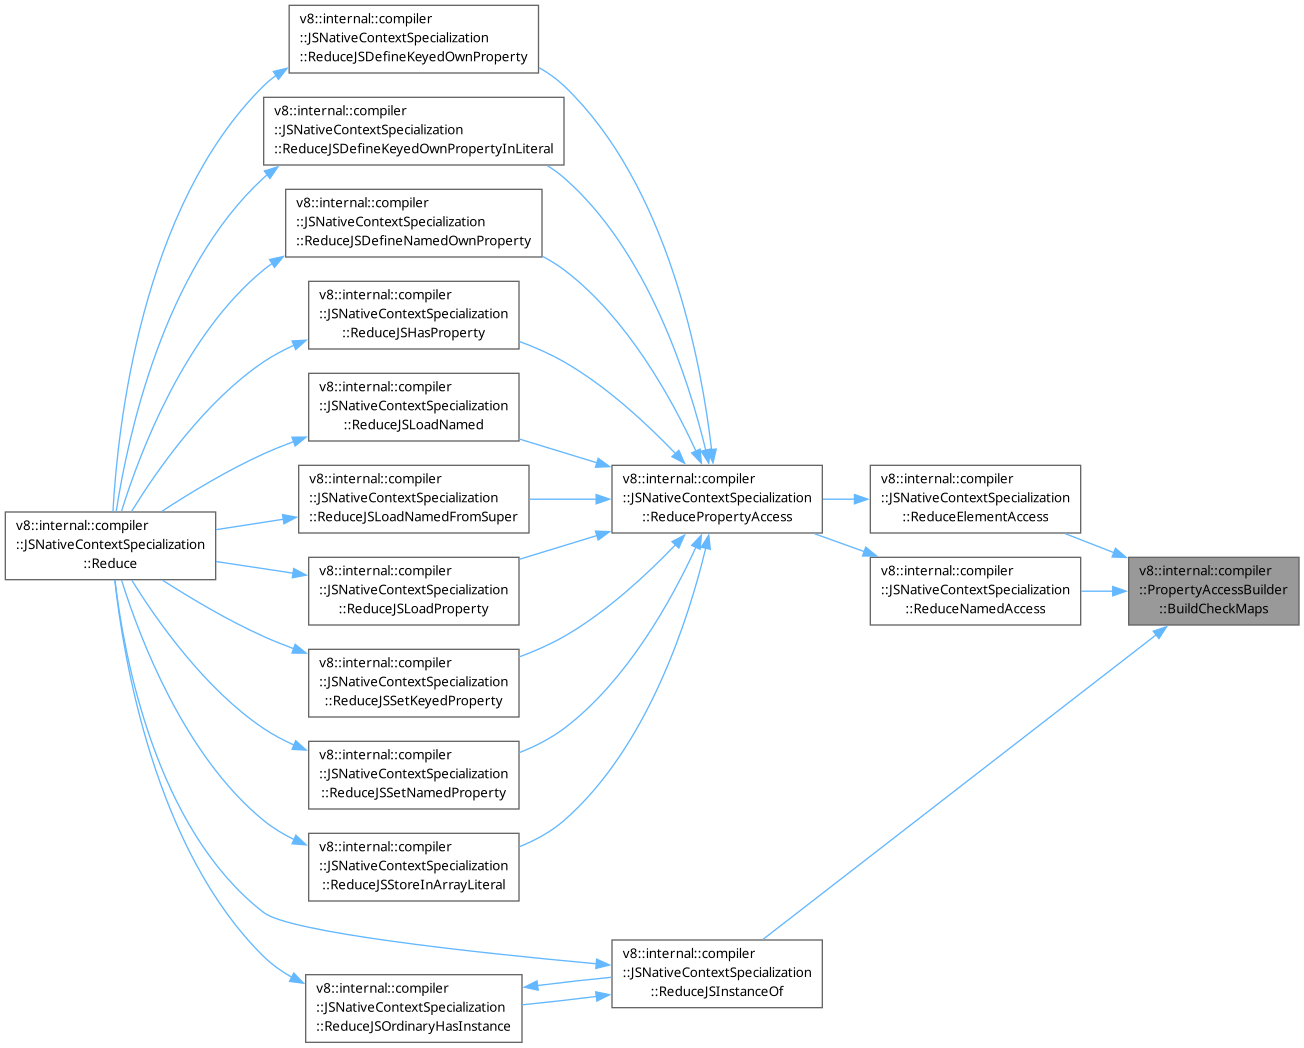 v8::internal::compiler
::JSNativeContextSpecialization
::ReduceJSDefineKeyedOwnProperty
v8::internal::compiler
::JSNativeContextSpecialization
::ReduceJSDefineKeyedOwnPropertyInLiteral
v8::internal::compiler
::JSNativeContextSpecialization
::ReduceJSDefineNamedOwnProperty
v8::internal::compiler
::JSNativeContextSpecialization
::ReduceJSHasProperty
v8::internal::compiler
::JSNativeContextSpecialization
::ReduceJSLoadNamed
v8::internal::compiler
::JSNativeContextSpecialization
::ReduceJSLoadNamedFromSuper
v8::internal::compiler
::JSNativeContextSpecialization
::ReducePropertyAccess
v8::internal::compiler
::JSNativeContextSpecialization
::ReduceElementAccess
v8::internal::compiler
::JSNativeContextSpecialization
::Reduce
v8::internal::compiler
::JSNativeContextSpecialization
::ReduceJSLoadProperty
v8::internal::compiler
::JSNativeContextSpecialization
::ReduceNamedAccess
v8::internal::compiler
::PropertyAccessBuilder
::BuildCheckMaps
v8::internal::compiler
::JSNativeContextSpecialization
::ReduceJSSetKeyedProperty
v8::internal::compiler
::JSNativeContextSpecialization
::ReduceJSSetNamedProperty
v8::internal::compiler
::JSNativeContextSpecialization
::ReduceJSStoreInArrayLiteral
v8::internal::compiler
::JSNativeContextSpecialization
::ReduceJSInstanceOf
v8::internal::compiler
::JSNativeContextSpecialization
::ReduceJSOrdinaryHasInstance